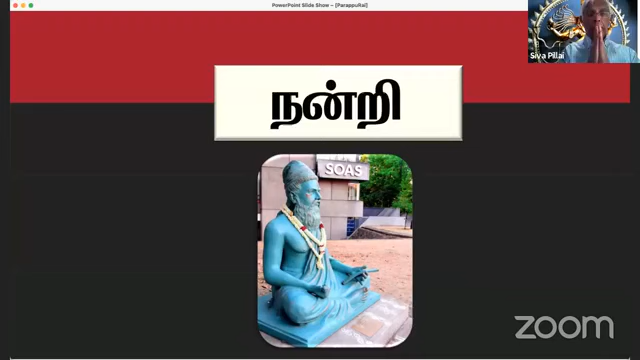 PowerPoint Slide Show – [ParappuRai]
Siva Pillai
நன்றி
SOAS
zoom